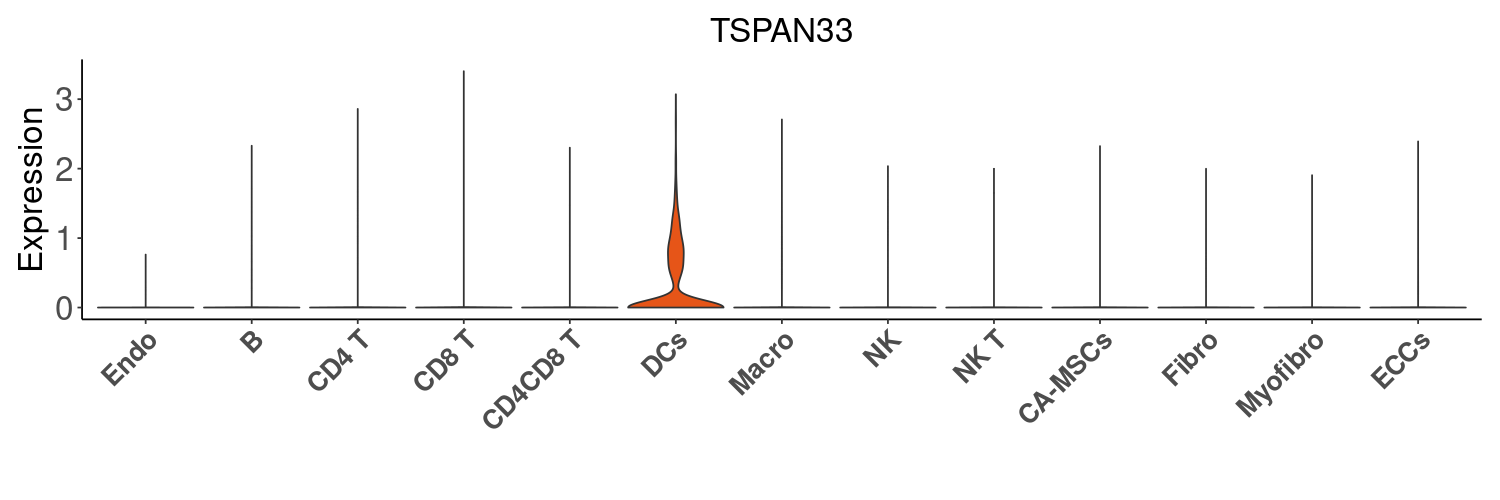 TSPAN33
Expression
3
2
1
0
Endo
B
CD4 T
CD8 T
CD4CD8 T
DCs
Macro
NK
NK T
CA-MSCs
Fibro
Myofibro
ECCs